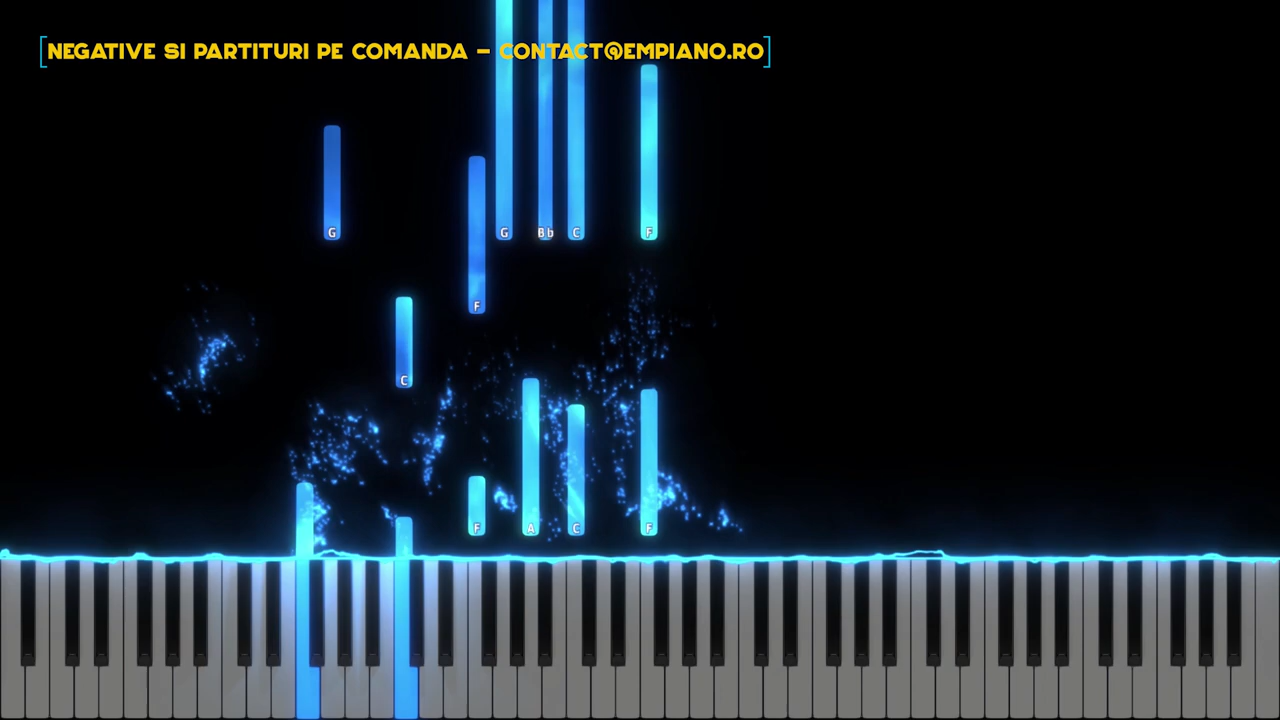 [NEGATIVE SI PARTITURI PE COMANDA - CONTACT@EMPIANO.RO]
G G Bb C F
F
C
F A C F